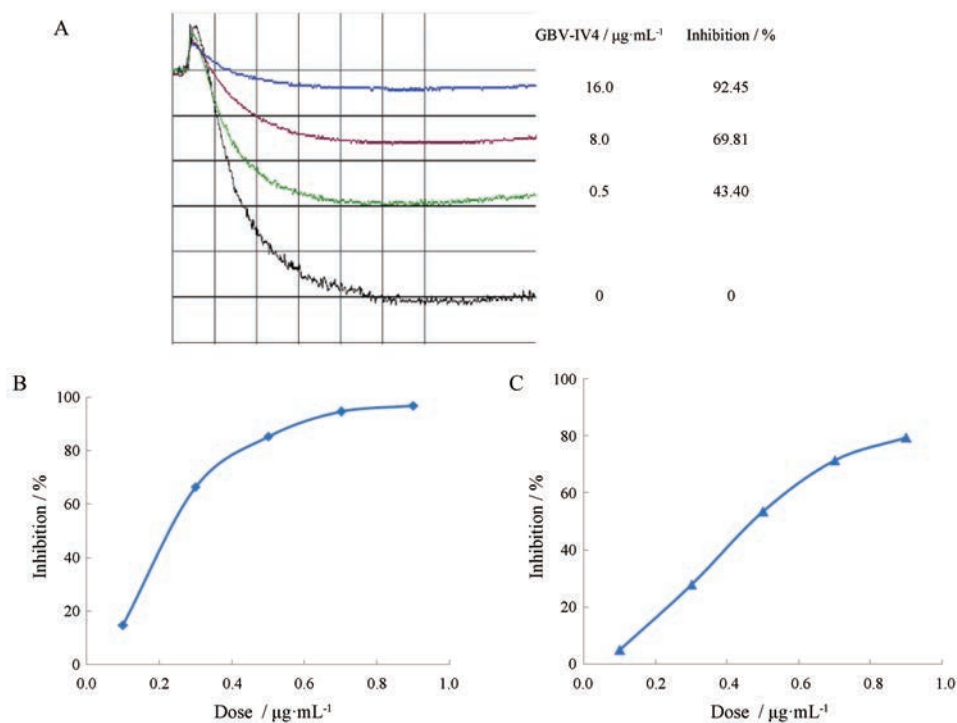 A
GBV-IV4 / μg·mL⁻¹ Inhibition / %
16.0 92.45
8.0 69.81
0.5 43.40
0 0
B
100
80
60
40
20
0
0.0 0.2 0.4 0.6 0.8 1.0
Inhibition / %
Dose / μg·mL⁻¹
C
100
80
60
40
20
0
0.0 0.2 0.4 0.6 0.8 1.0
Inhibition / %
Dose / μg·mL⁻¹